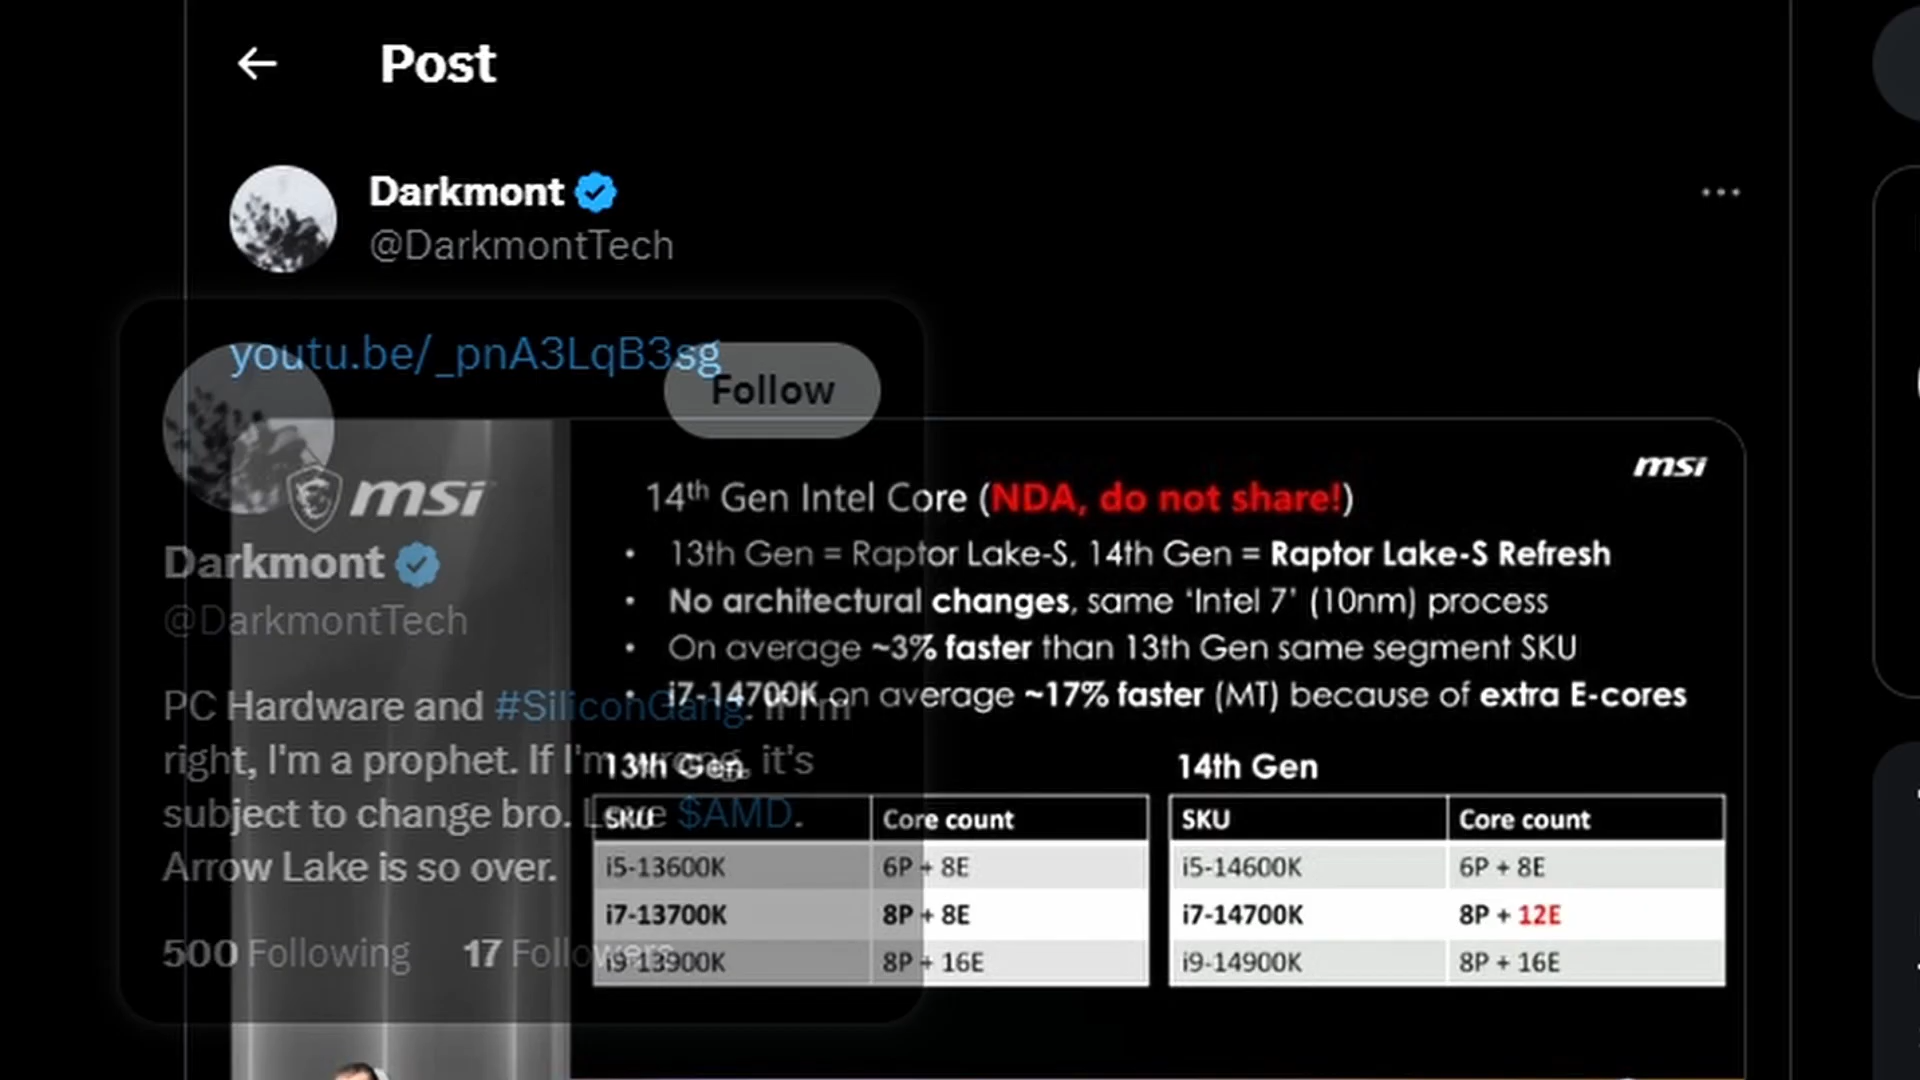 Post
Darkmont
@DarkmontTech
youtu.be/_pnA3LqB3sg
Follow
Darkmont
@DarkmontTech
PC Hardware and #SiliconGang. If I'm
right, I'm a prophet. If I'm wrong, it's
subject to change bro. Love $AMD.
Arrow Lake is so over.
500 Following 17 Followers
msi
msi
14th Gen Intel Core (NDA, do not share!)
• 13th Gen = Raptor Lake-S, 14th Gen = Raptor Lake-S Refresh
• No architectural changes, same ‘Intel 7’ (10nm) process
• On average ~3% faster than 13th Gen same segment SKU
• i7-14700K on average ~17% faster (MT) because of extra E-cores
13th Gen
SKU Core count
i5-13600K 6P + 8E
i7-13700K 8P + 8E
i9-13900K 8P + 16E
14th Gen
SKU Core count
i5-14600K 6P + 8E
i7-14700K 8P + 12E
i9-14900K 8P + 16E